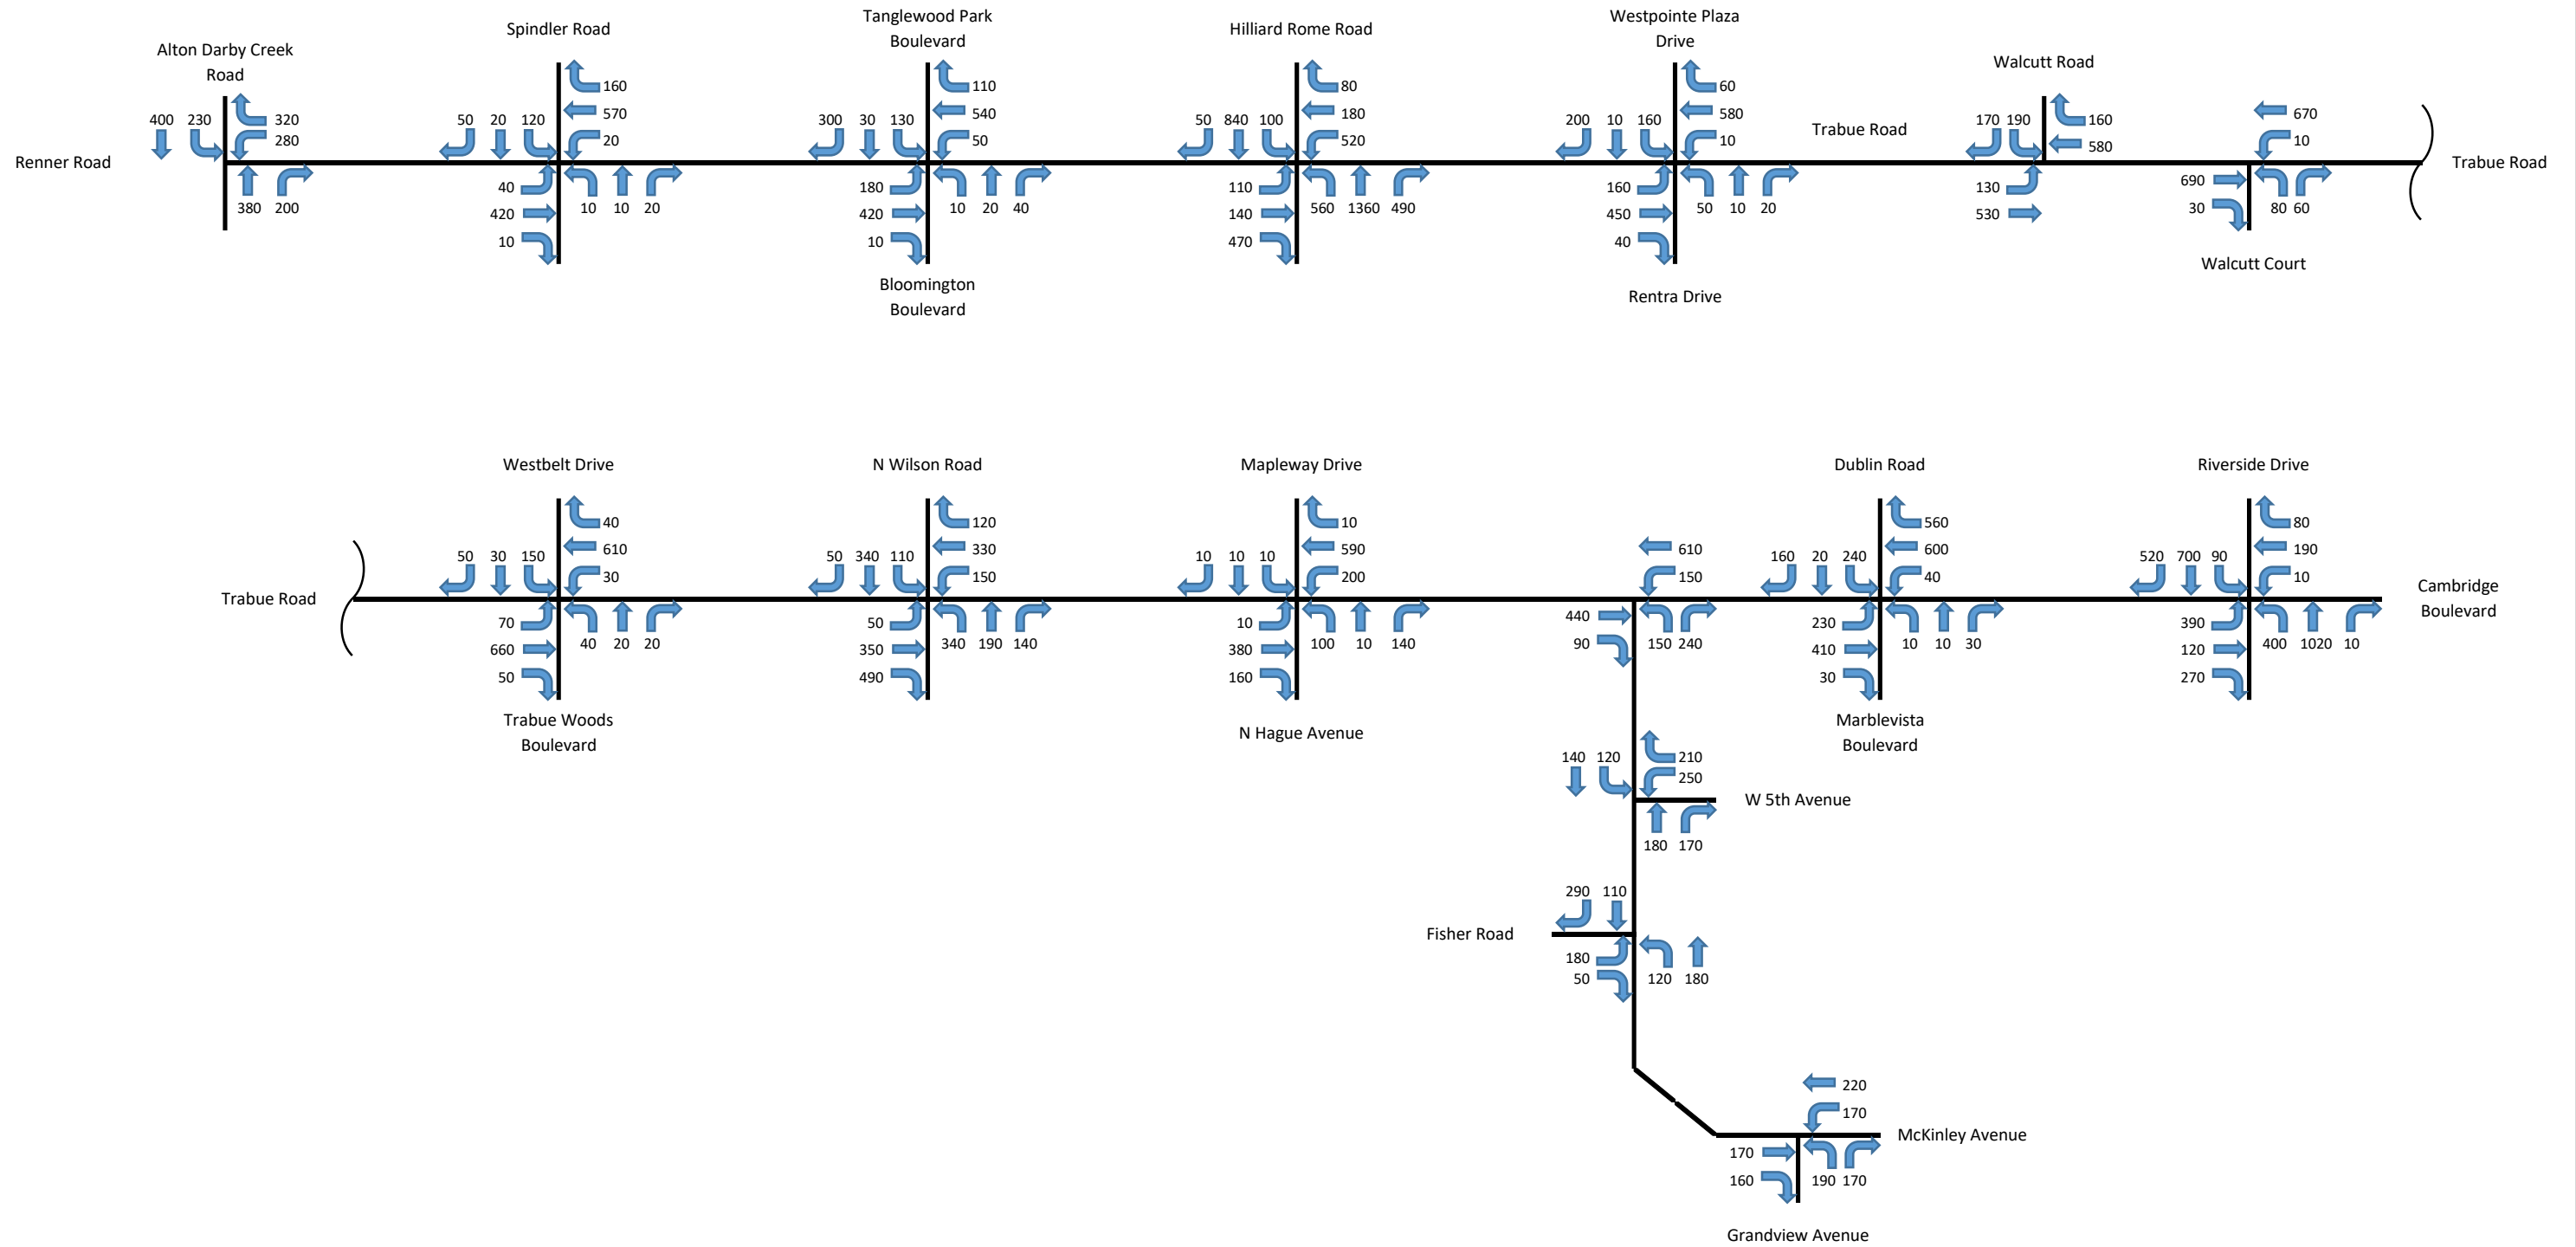 Tanglewood Park
Boulevard
Westpointe Plaza
Drive
Spindler Road
Hilliard Rome Road
Alton Darby Creek
Road
Walcutt Road
Renner Road
400 230
320
280
380 200
50 20 120
160
570
20
40
420
10
10 10 20
300 30 130
110
540
50
180
420
10
10 20 40
Bloomington
Boulevard
50 840 100
80
180
520
110
140
470
560 1360 490
200 10 160
60
580
10
160
450
40
50 10 20
Rentra Drive
Trabue Road
170 190
160
580
130
530
670
10
690
30
80 60
Walcutt Court
Trabue Road
Westbelt Drive
N Wilson Road
Mapleway Drive
Dublin Road
Riverside Drive
Trabue Road
50 30 150
40
610
30
70
660
50
40 20 20
Trabue Woods
Boulevard
50 340 110
120
330
150
50
350
490
340 190 140
10 10 10
10
590
200
10
380
160
100 10 140
N Hague Avenue
610
150
440
90
150 240
160 20 240
560
600
40
230
410
30
10 10 30
Marblevista
Boulevard
520 700 90
80
190
10
390
120
270
400 1020 10
Cambridge
Boulevard
140 120
210
250
W 5th Avenue
180 170
290 110
Fisher Road
180
50
120 180
220
170
McKinley Avenue
170
160
190 170
Grandview Avenue